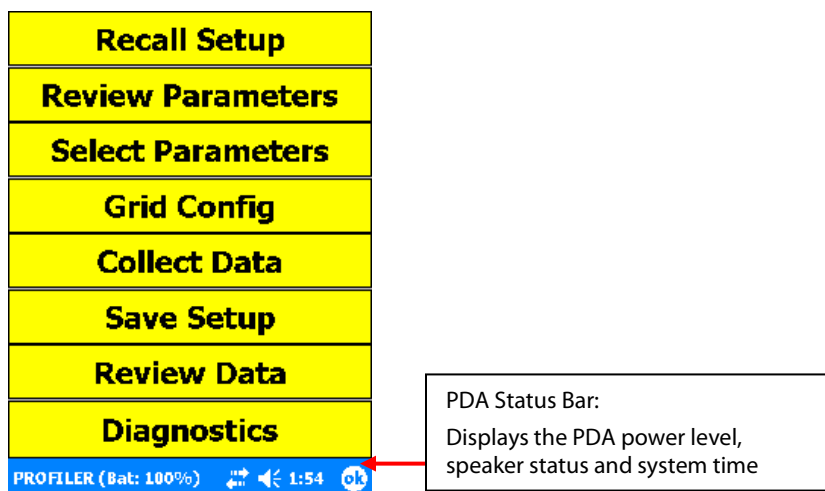 Recall Setup
Review Parameters
Select Parameters
Grid Config
Collect Data
Save Setup
Review Data
Diagnostics
PROFILER (Bat: 100%) 1:54 ok
PDA Status Bar:
Displays the PDA power level,
speaker status and system time